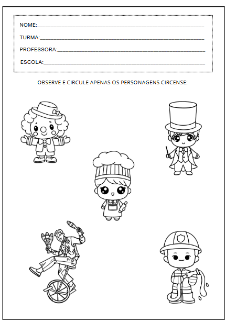 NOME:
TURMA:
PROFESSORA:
ESCOLA:
OBSERVE E CIRCULE APENAS OS PERSONAGENS CIRCENSE